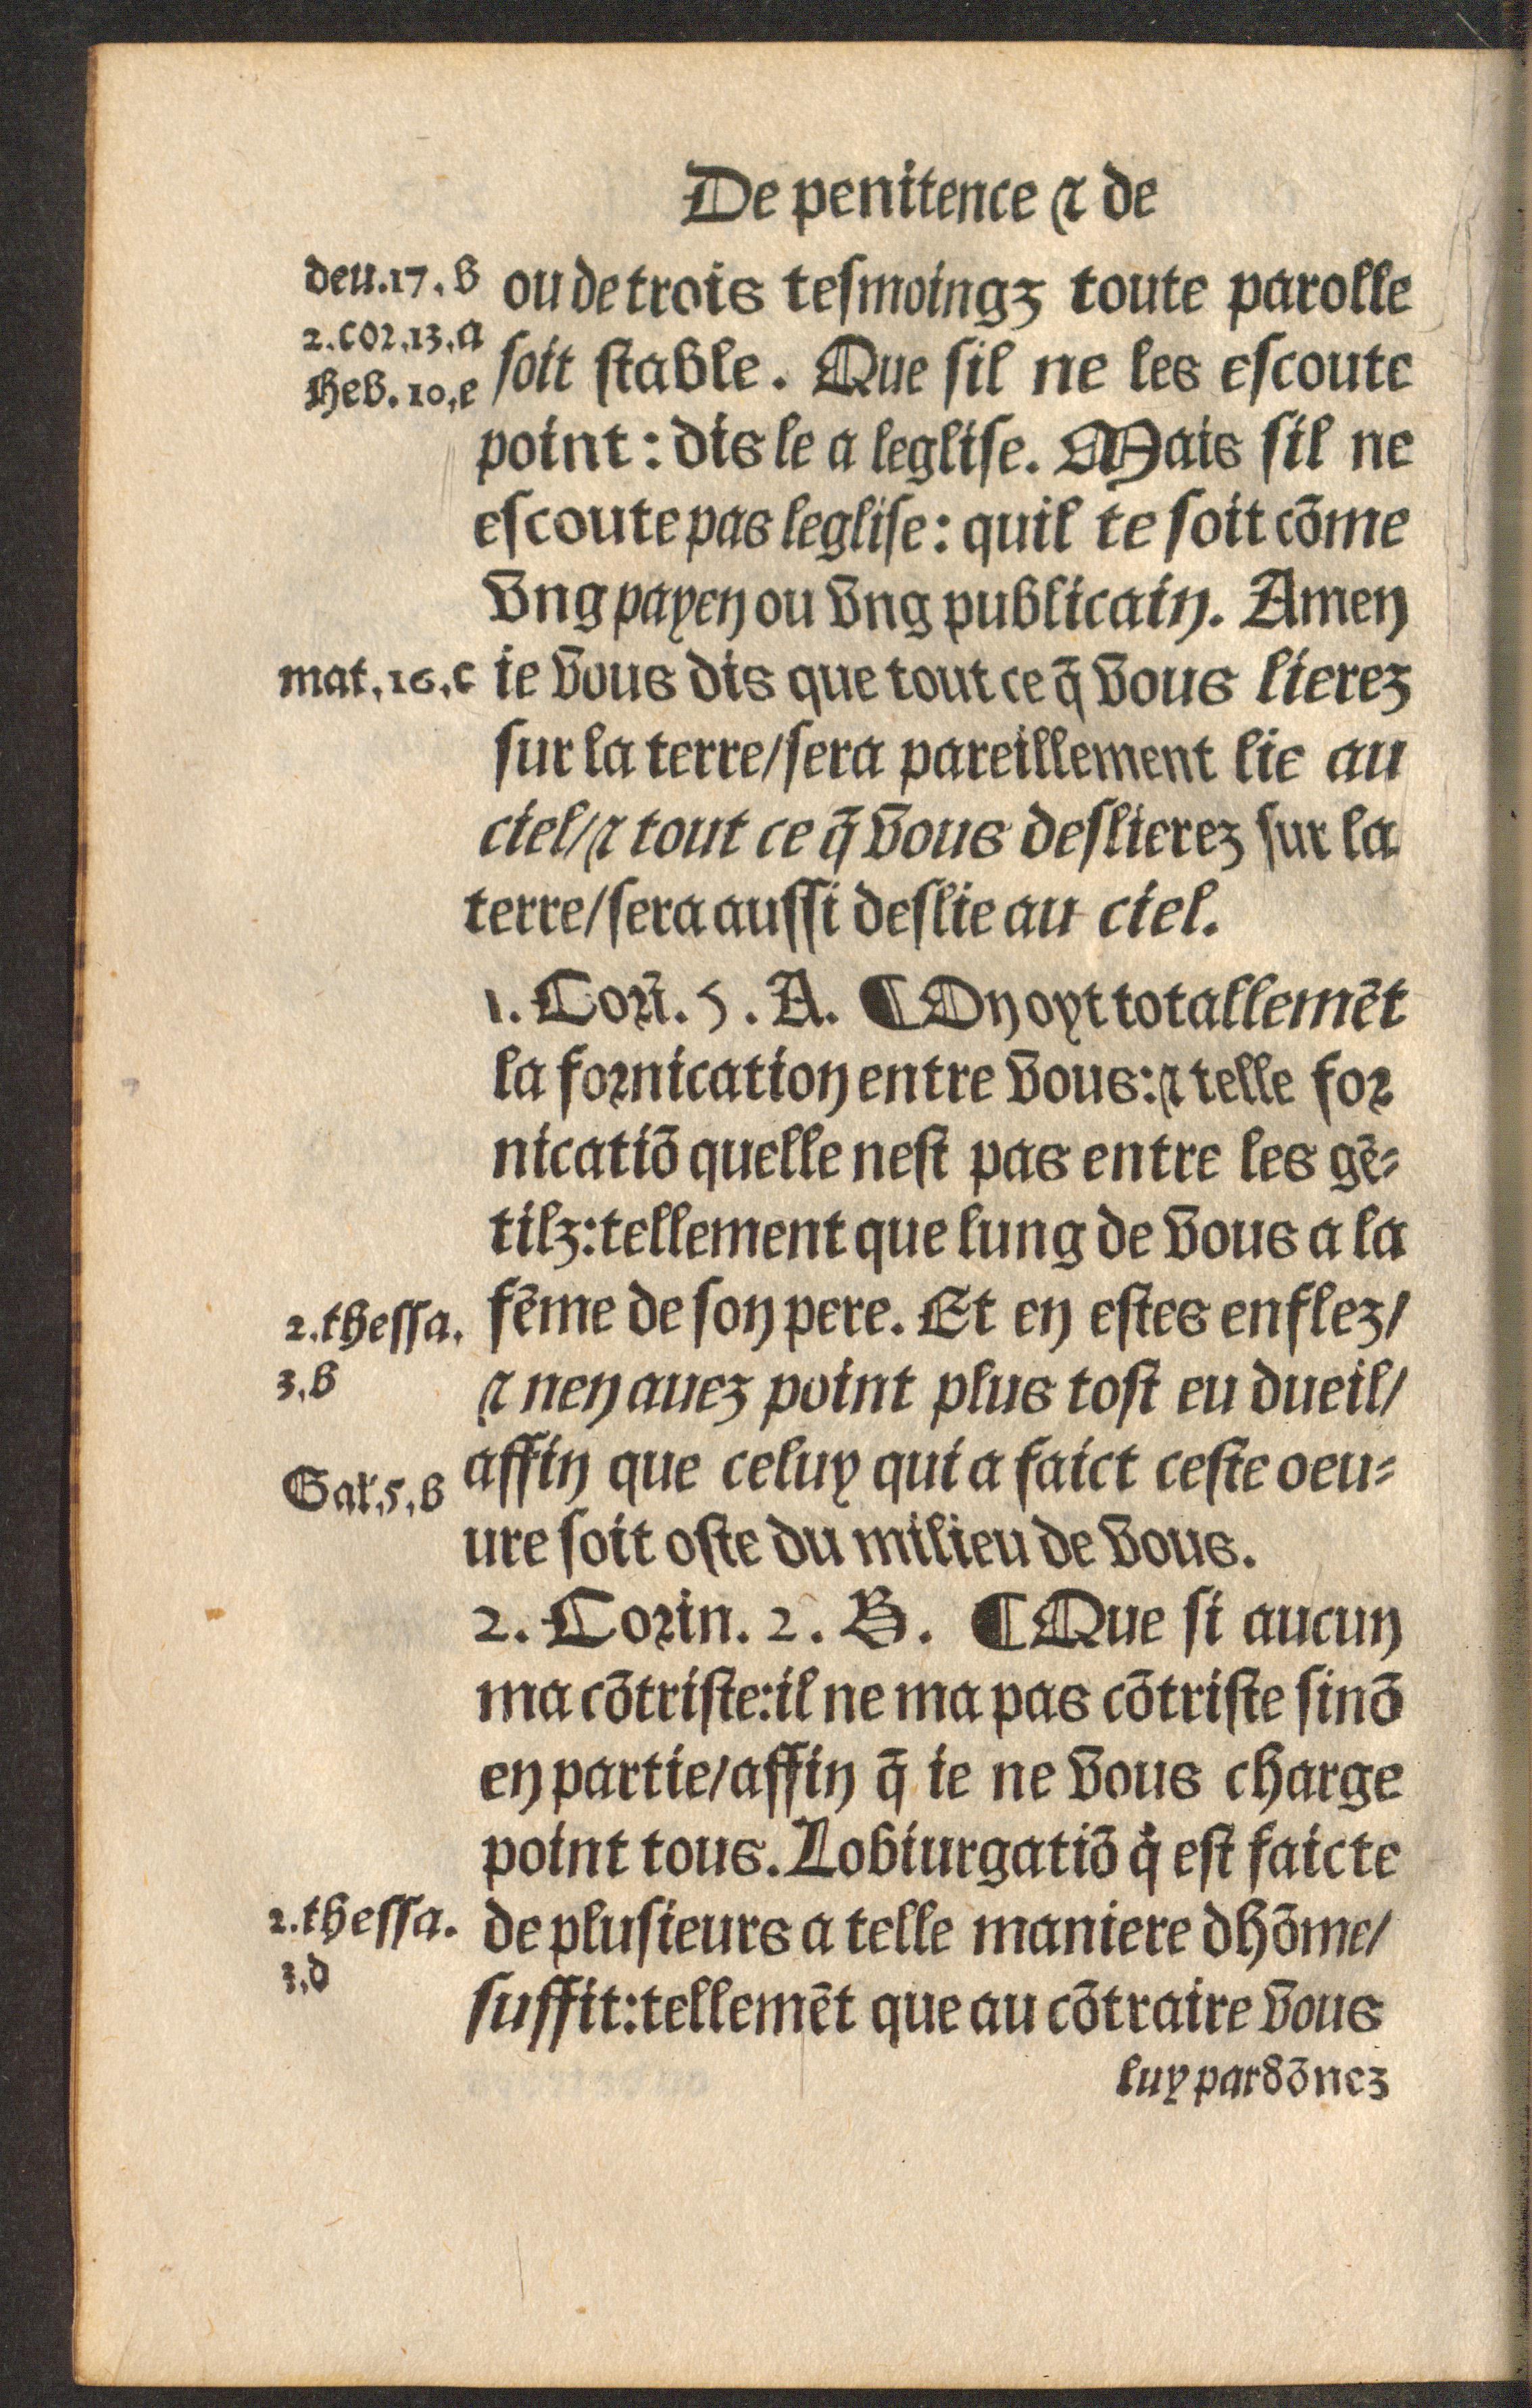 De penitence ⁊ de
deu.17.b
2.cor.13.a
heb.10.e
ou de trois tesmoingz toute parolle
soit stable. Que sil ne les escoute
point: dis le a leglise. Mais sil ne
escoute pas leglise: quil te soit cõme
vng payen ou vng publicain. Amen
mat.16.c
ie vous dis que tout ce q̃ vous lierez
sur la terre/sera pareillement lie au
ciel/⁊ tout ce q̃ vous deslierez sur la
terre/sera aussi deslie au ciel.
1. Coñ. 5. A. ¶ On oyt totallemẽt
la fornication entre vous:⁊ telle for
nicatiõ quelle nest pas entre les gẽ-
tilz:tellement que lung de vous a la
2.thessa.
3.b
fẽme de son pere. Et en estes enflez/
⁊ nen auez point plus tost eu dueil/
Gal.5.b
affin que celuy qui a faict ceste oeu-
ure soit oste du milieu de vous.
2. Corin. 2. B. ¶ Que si aucun
ma cõtriste:il ne ma pas cõtriste sinõ
en partie/affin q̃ ie ne vous charge
point tous. Lobiurgatiõ q̇ est faicte
2.thessa.
3.d
de plusieurs a telle maniere dhõme/
suffit:tellemẽt que au cõtraire vous
luy pardõnez